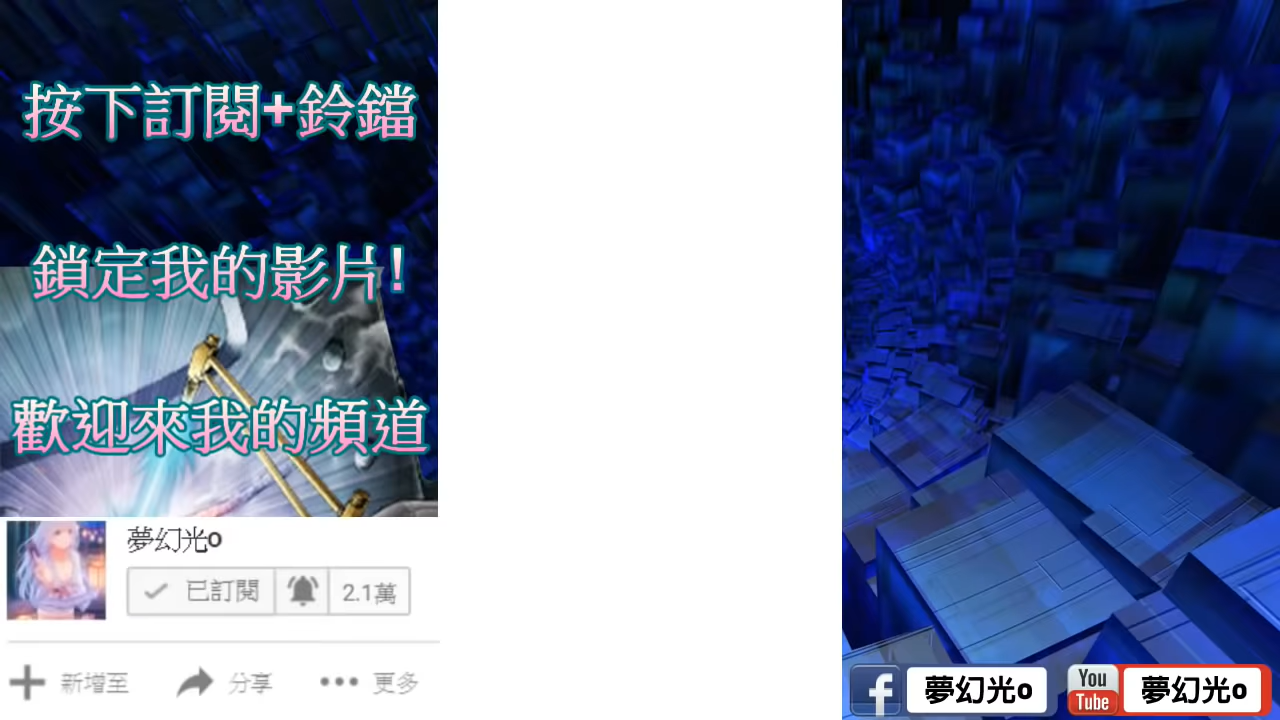 按下訂閱+鈴鐺
鎖定我的影片!
歡迎來我的頻道
夢幻光o
已訂閱 2.1萬
新增至 分享 更多
夢幻光o
You Tube 夢幻光o